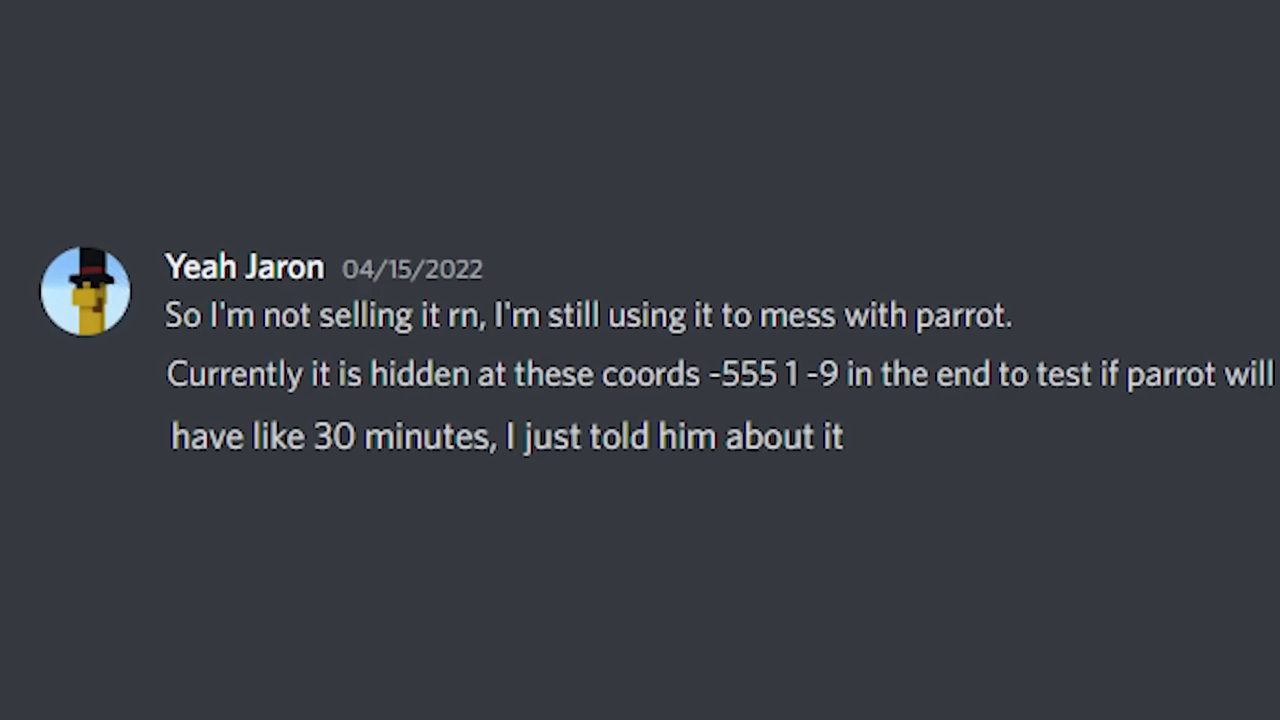 Yeah Jaron 04/15/2022
So I'm not selling it rn, I'm still using it to mess with parrot.
Currently it is hidden at these coords -555 1 -9 in the end to test if parrot will
have like 30 minutes, I just told him about it